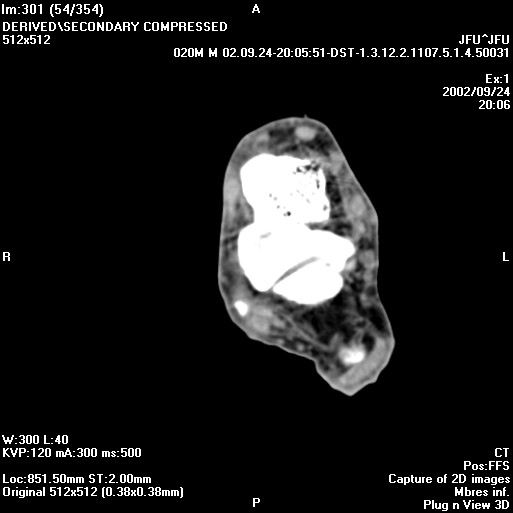 Im:301 (54/354)
A
DERIVED\SECONDARY COMPRESSED
512x512
JFU^JFU
020M M 02.09.24-20:05:51-DST-1.3.12.2.1107.5.1.4.50031
Ex:1
2002/09/24
20:06
R
L
W:300 L:40
KVP:120 mA:300 ms:500
CT
Pos:FFS
Loc:851.50mm ST:2.00mm
Capture of 2D images
Original 512x512 (0.38x0.38mm)
Mbres inf.
P
Plug n View 3D